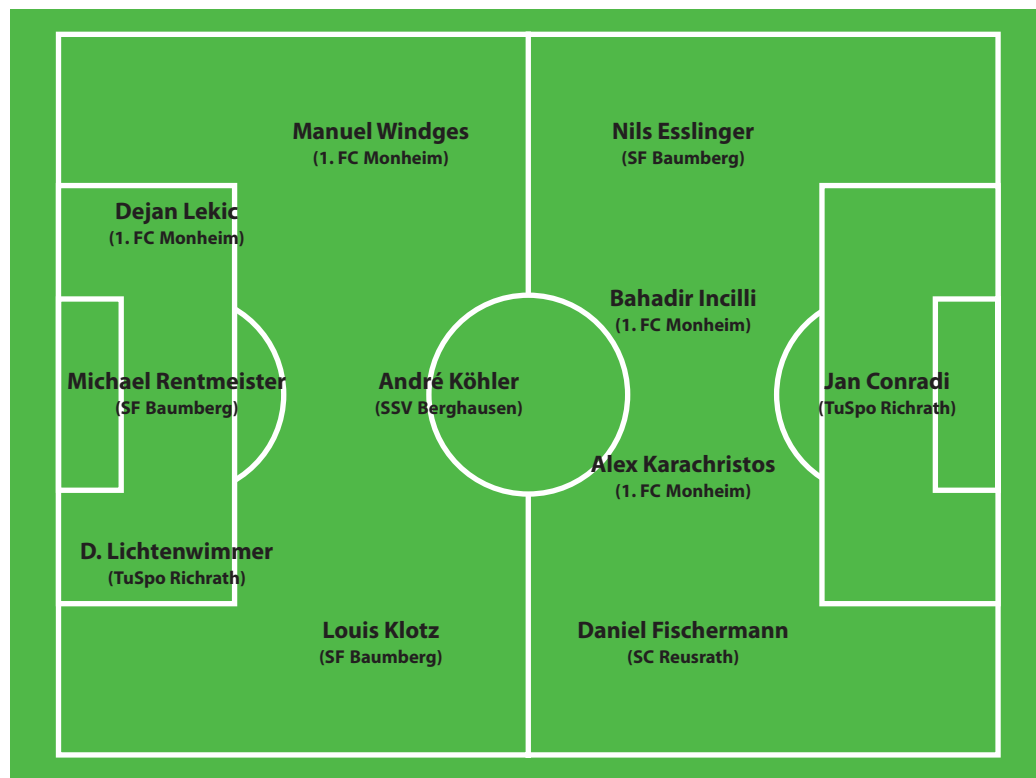 Manuel Windges
(1. FC Monheim)
Nils Esslinger
(SF Baumberg)
Dejan Lekic
(1. FC Monheim)
Bahadir Incilli
(1. FC Monheim)
Michael Rentmeister
(SF Baumberg)
André Köhler
(SSV Berghausen)
Jan Conradi
(TuSpo Richrath)
Alex Karachristos
(1. FC Monheim)
D. Lichtenwimmer
(TuSpo Richrath)
Louis Klotz
(SF Baumberg)
Daniel Fischermann
(SC Reusrath)